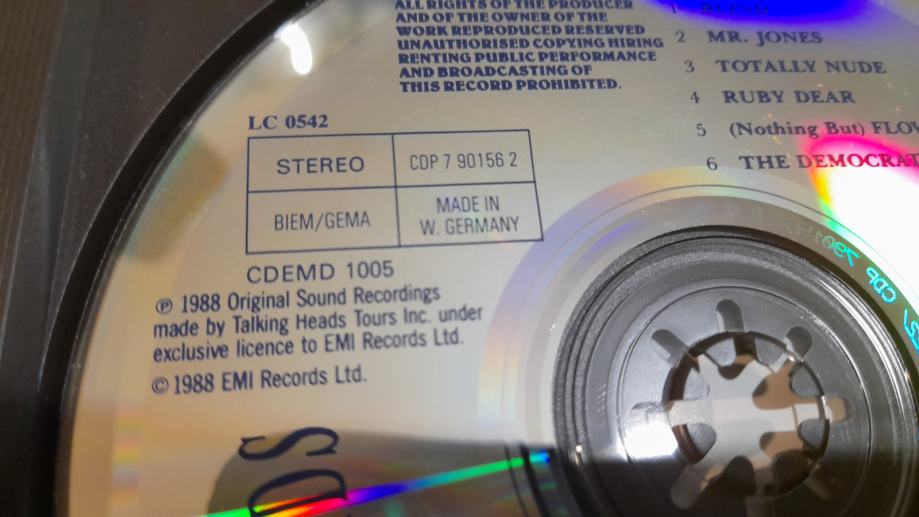 ALL RIGHTS OF THE PRODUCER
AND OF THE OWNER OF THE
WORK REPRODUCED RESERVED
UNAUTHORISED COPYING HIRING
RENTING PUBLIC PERFORMANCE
AND BROADCASTING OF
THIS RECORD PROHIBITED.
1 BLIND
2 MR. JONES
3 TOTALLY NUDE
4 RUBY DEAR
5 (Nothing But) FLOW
6 THE DEMOCRAT
LC 0542
STEREO
CDP 7 90156 2
BIEM/GEMA
MADE IN
W. GERMANY
CDEMD 1005
℗ 1988 Original Sound Recordings
made by Talking Heads Tours Inc. under
exclusive licence to EMI Records Ltd.
© 1988 EMI Records Ltd.
DS